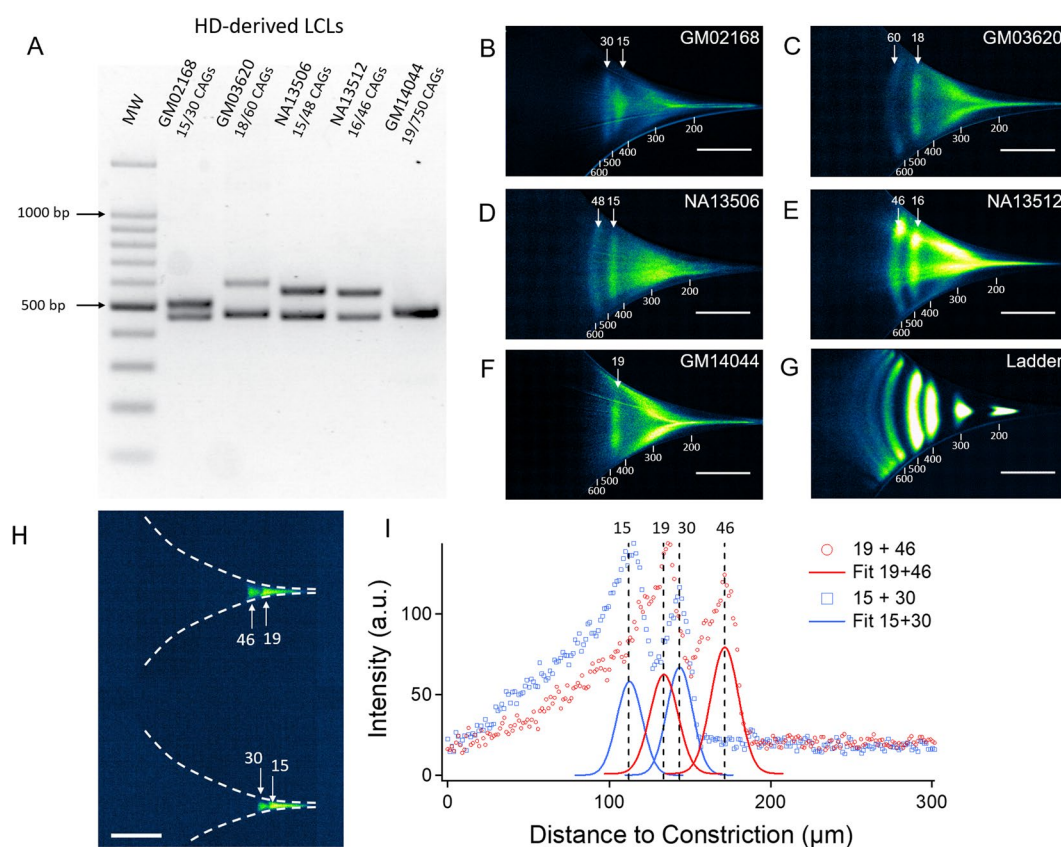 HD-derived LCLs
A
MW
GM02168
15/30 CAGs
GM03620
18/60 CAGs
NA13506
15/48 CAGs
NA13512
16/46 CAGs
GM14044
19/750 CAGs
1000 bp
500 bp
B
GM02168
30 15
200
300
400
500
600
C
GM03620
60 18
200
300
400
500
600
D
NA13506
48 15
200
300
400
500
600
E
NA13512
46 16
200
300
400
500
600
F
GM14044
19
200
300
400
500
600
G
Ladder
200
300
400
500
600
H
46 19
30 15
I
15 19 30 46
19 + 46
Fit 19+46
15 + 30
Fit 15+30
Intensity (a.u.)
100
50
0
0 100 200 300
Distance to Constriction (µm)